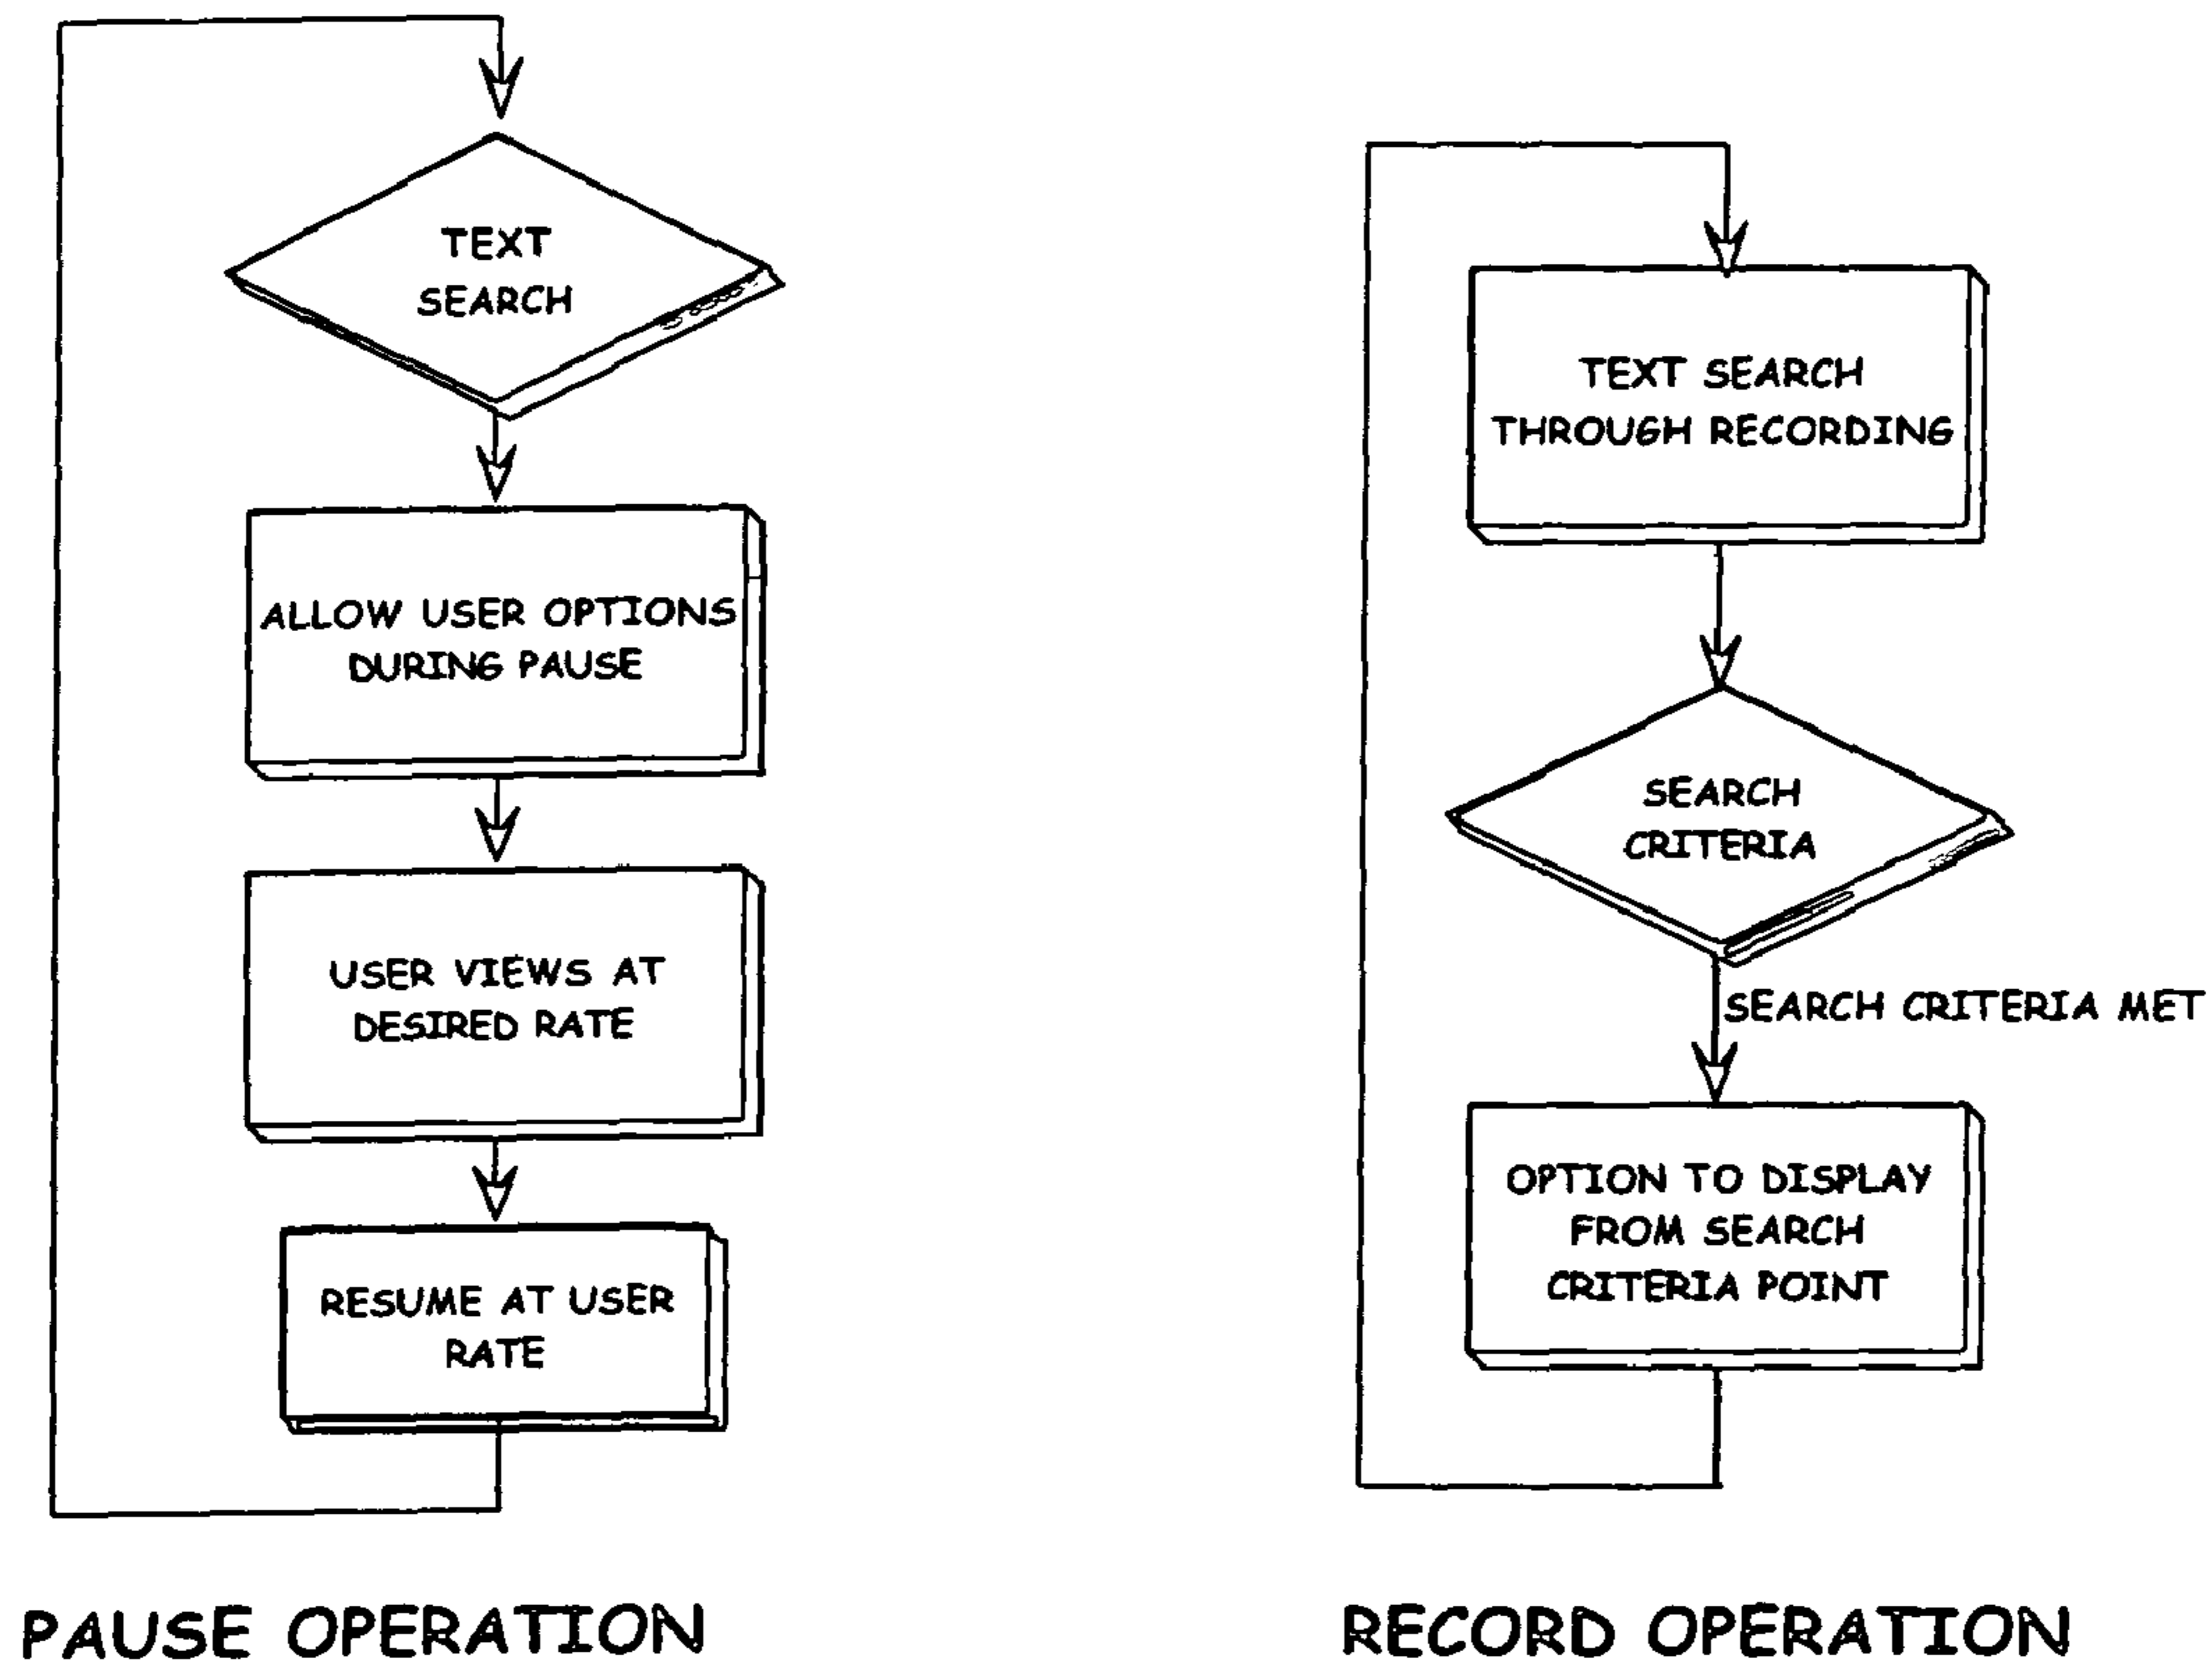 TEXT
SEARCH
ALLOW USER OPTIONS
DURING PAUSE
USER VIEWS AT
DESIRED RATE
RESUME AT USER
RATE
PAUSE OPERATION
TEXT SEARCH
THROUGH RECORDING
SEARCH
CRITERIA
SEARCH CRITERIA MET
OPTION TO DISPLAY
FROM SEARCH
CRITERIA POINT
RECORD OPERATION